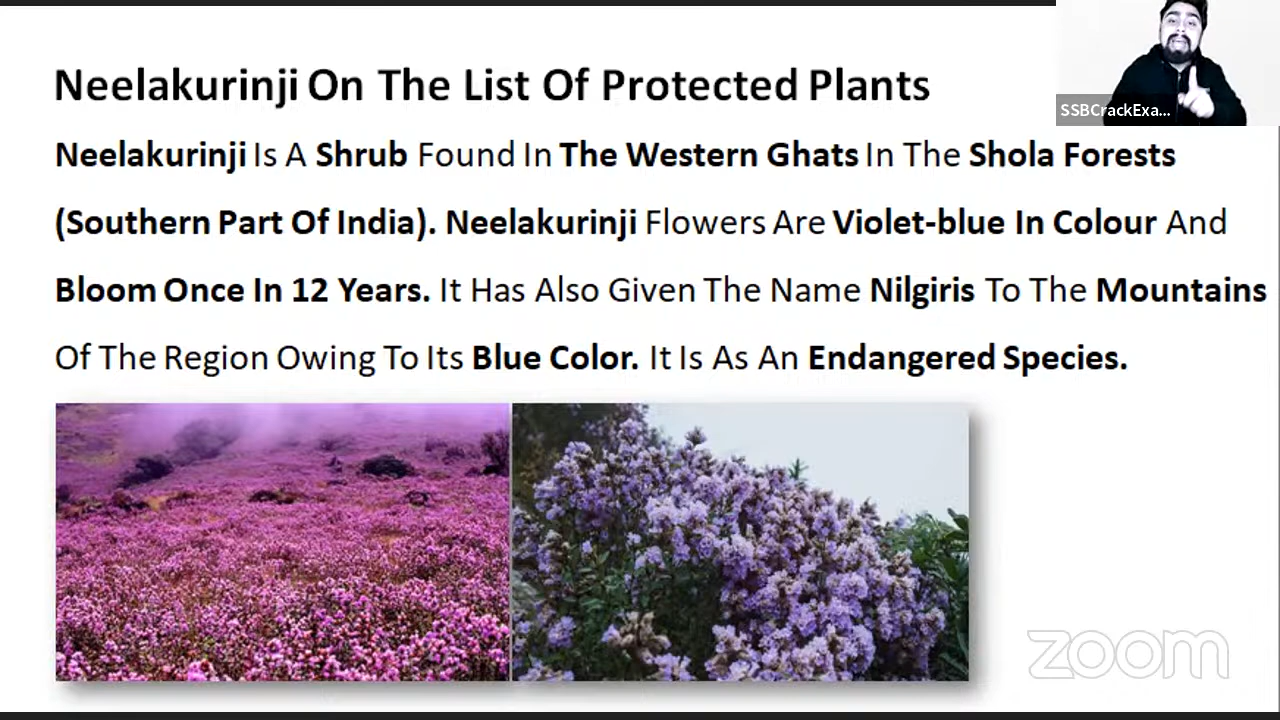 SSBCrackExa...
Neelakurinji On The List Of Protected Plants
Neelakurinji Is A Shrub Found In The Western Ghats In The Shola Forests
(Southern Part Of India). Neelakurinji Flowers Are Violet-blue In Colour And
Bloom Once In 12 Years. It Has Also Given The Name Nilgiris To The Mountains
Of The Region Owing To Its Blue Color. It Is As An Endangered Species.
zoom